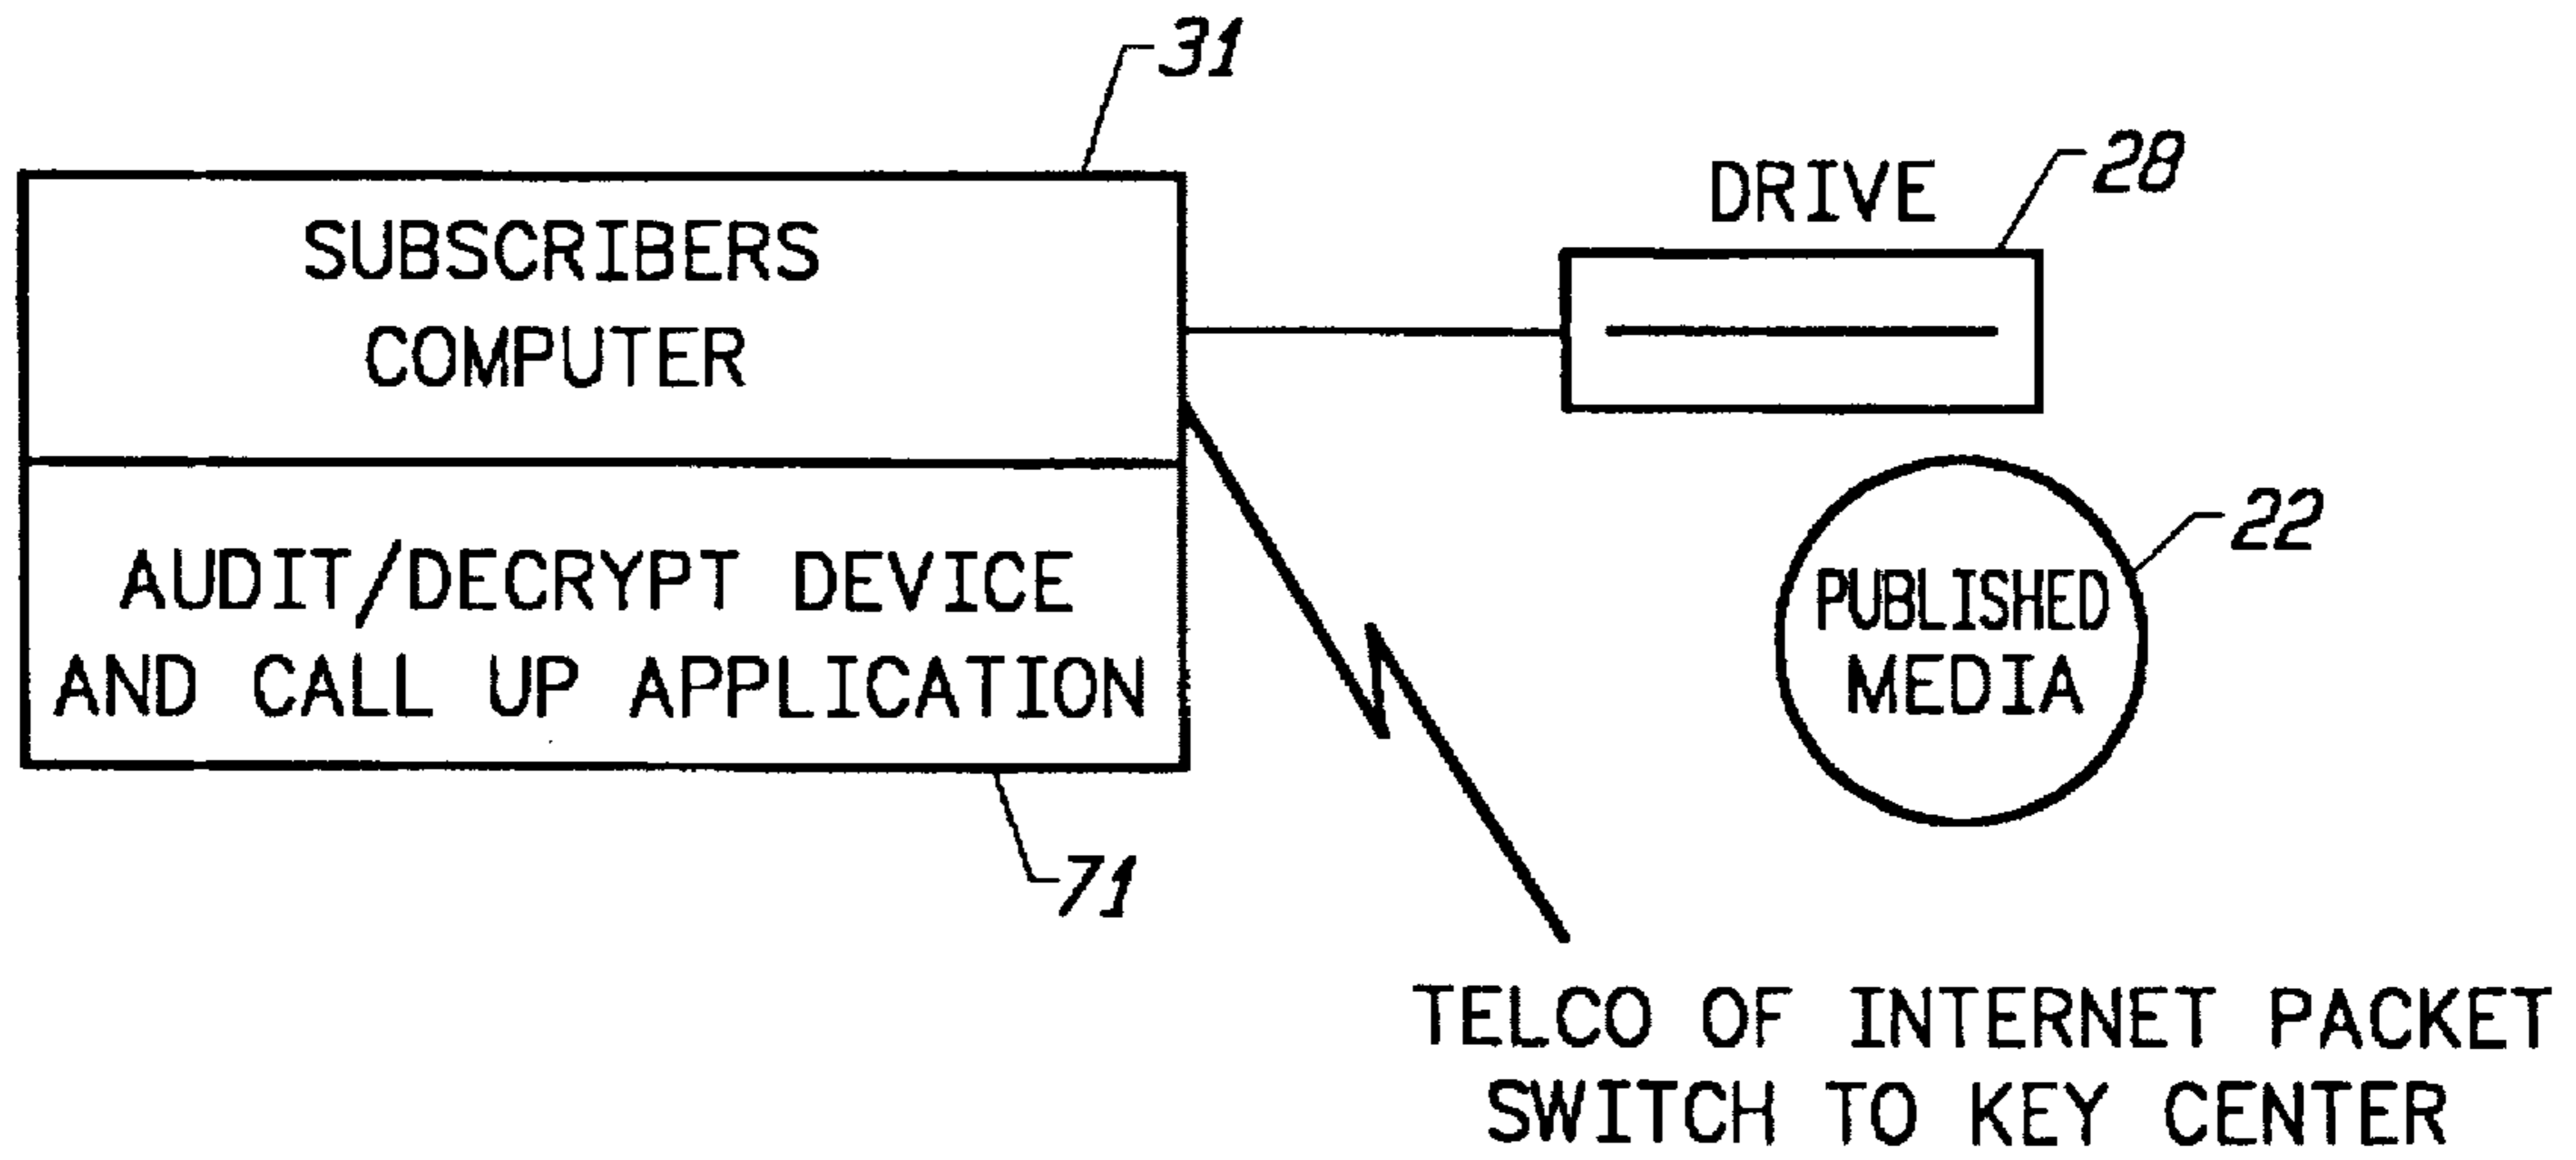 31
SUBSCRIBERS
COMPUTER
DRIVE
28
AUDIT/DECRYPT DEVICE
AND CALL UP APPLICATION
71
PUBLISHED
MEDIA
22
TELCO OF INTERNET PACKET
SWITCH TO KEY CENTER